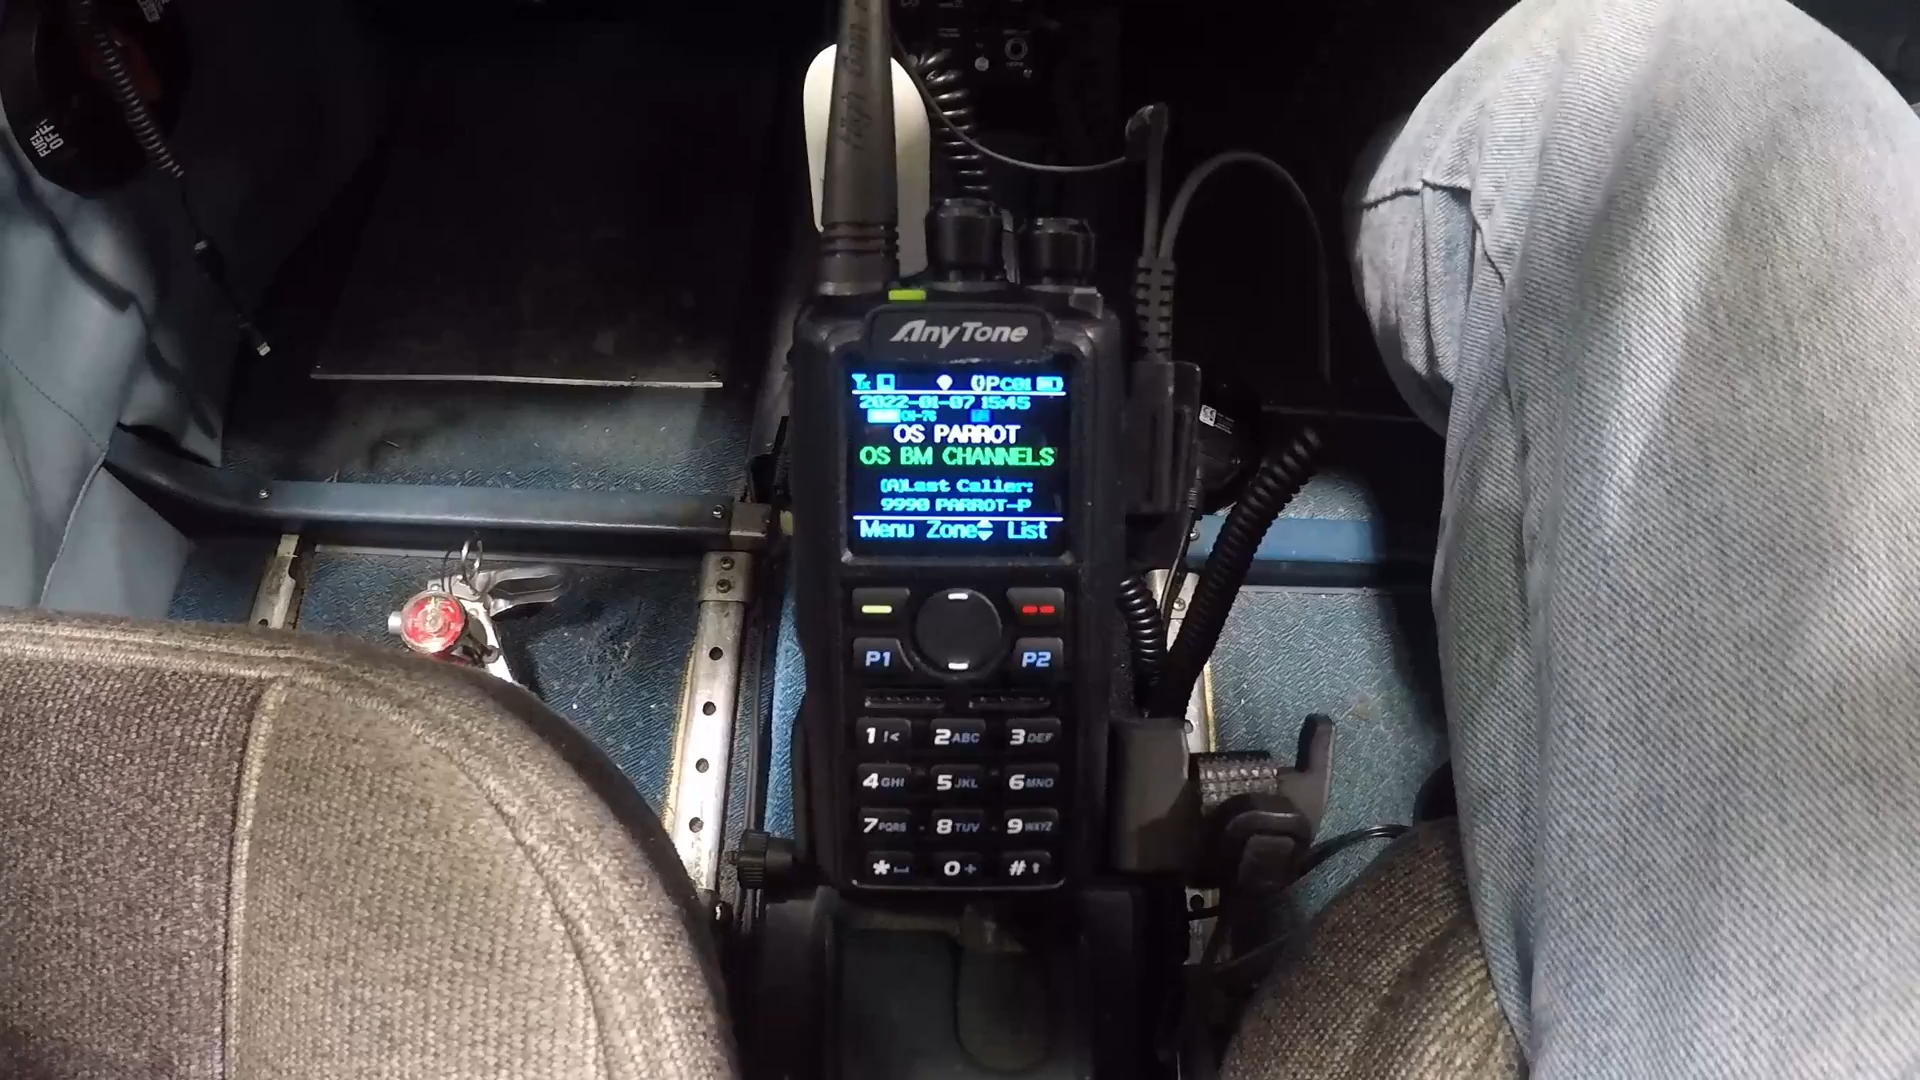 FUEL
OFF
AnyTone
2022-01-07 15:45
CH-76
OS PARROT
OS BM CHANNELS
(A)Last Caller:
9990 PARROT-P
Menu Zone List
P1 P2
1 !< 2 ABC 3 DEF
4 GHI 5 JKL 6 MNO
7 PQRS 8 TUV 9 WXYZ
* 0 + #